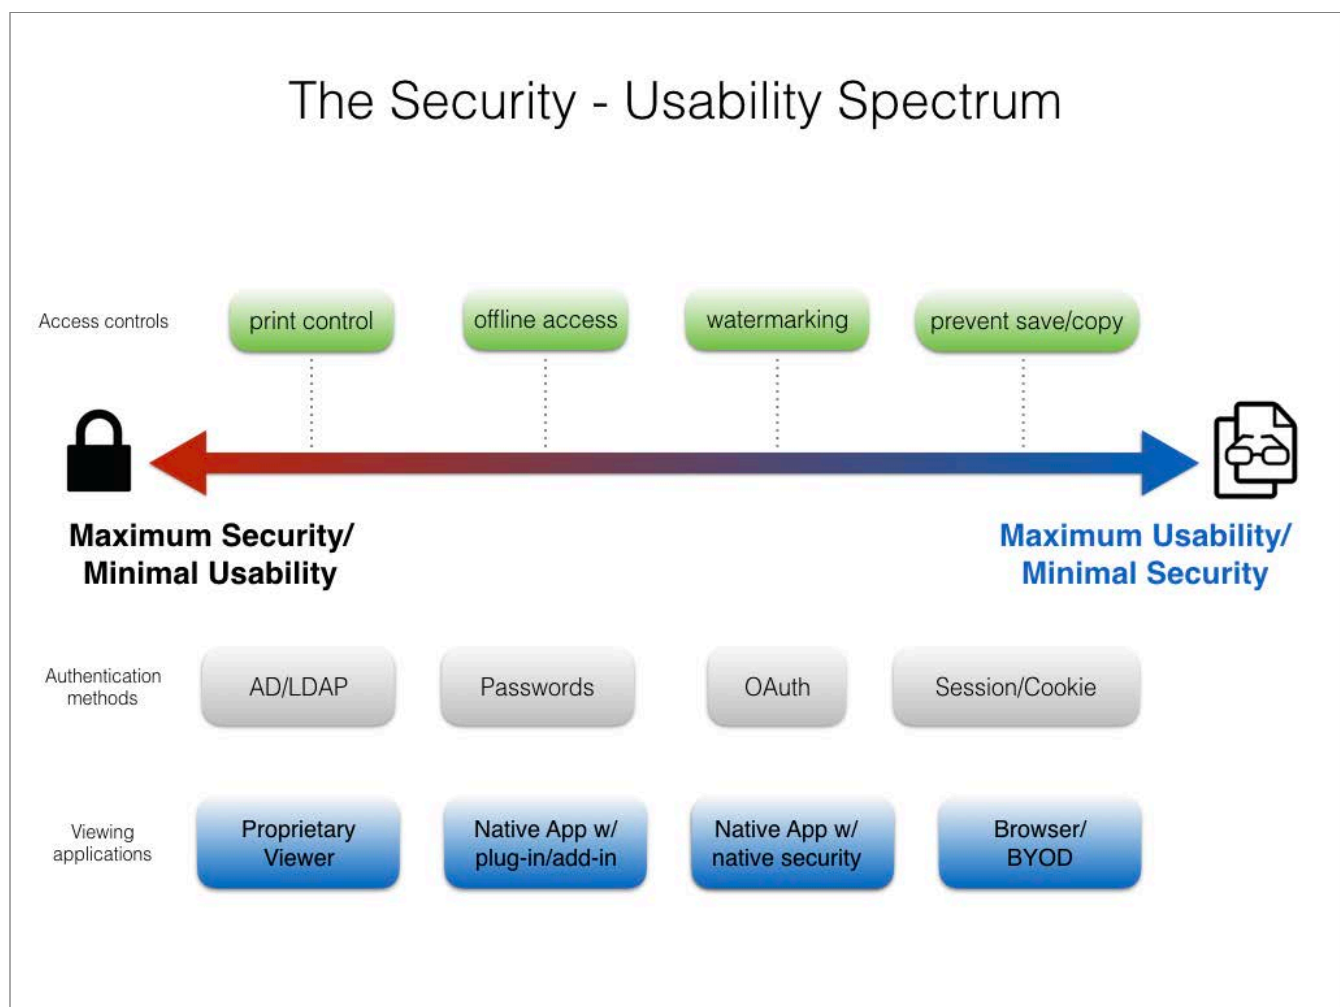 The Security - Usability Spectrum
Access controls
print control
offline access
watermarking
prevent save/copy
Maximum Security/
Minimal Usability
Maximum Usability/
Minimal Security
Authentication
methods
AD/LDAP
Passwords
OAuth
Session/Cookie
Viewing
applications
Proprietary
Viewer
Native App w/
plug-in/add-in
Native App w/
native security
Browser/
BYOD